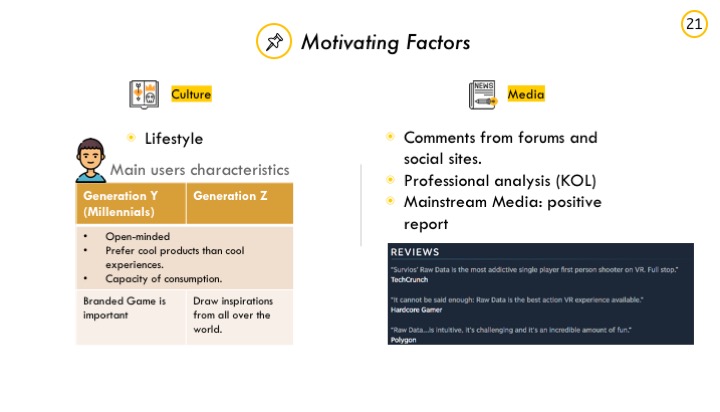 21
Motivating Factors
Culture
Lifestyle
Main users characteristics
Generation Y
(Millennials)
Generation Z
Open-minded
Prefer cool products than cool
experiences.
Capacity of consumption.
Branded Game is
important
Draw inspirations
from all over the
world.
NEWS
Media
Comments from forums and
social sites.
Professional analysis (KOL)
Mainstream Media: positive
report
REVIEWS
"Survios' Raw Data is the most addictive single player first person shooter on VR. Full stop."
TechCrunch
"It cannot be said enough: Raw Data is the best action VR experience available."
Hardcore Gamer
"Raw Data...is intuitive, it's challenging and it's an incredible amount of fun."
Polygon